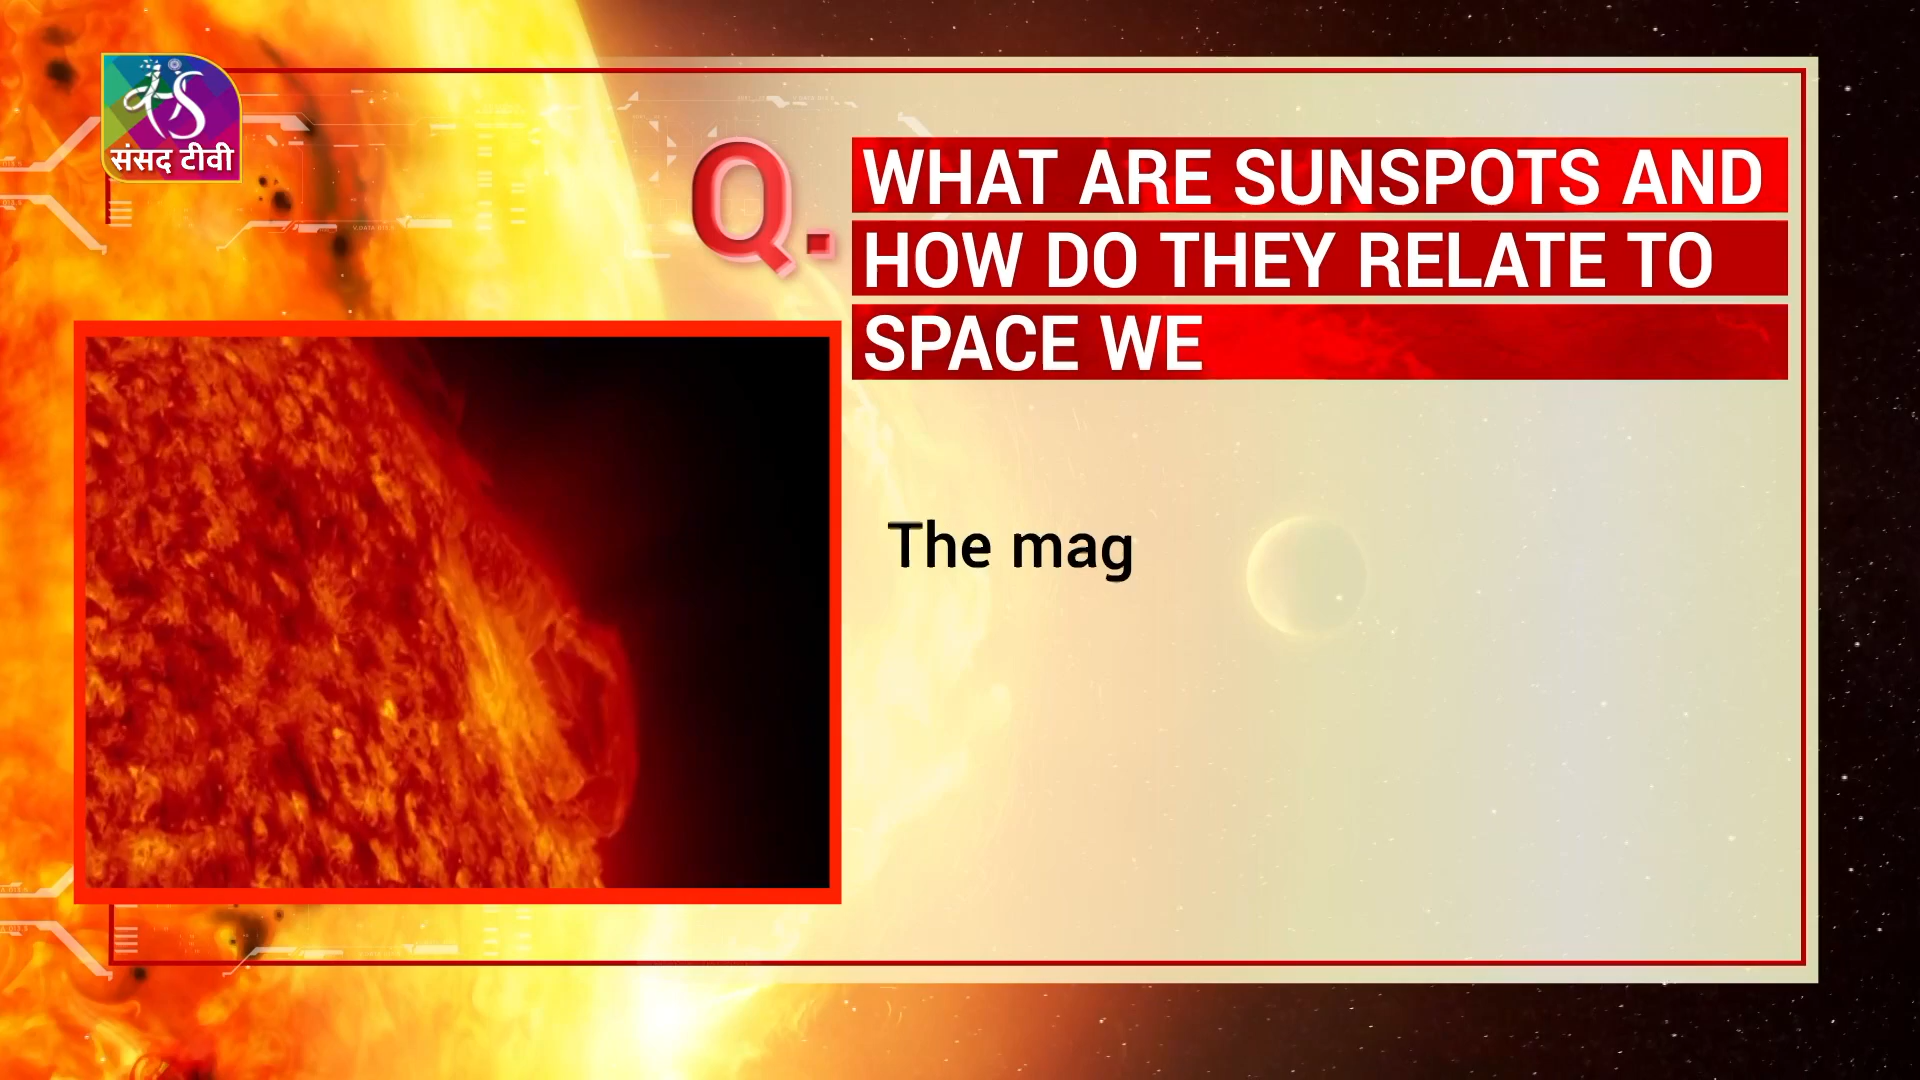 संसद टीवी
Q.
WHAT ARE SUNSPOTS AND
HOW DO THEY RELATE TO
SPACE WE
The mag